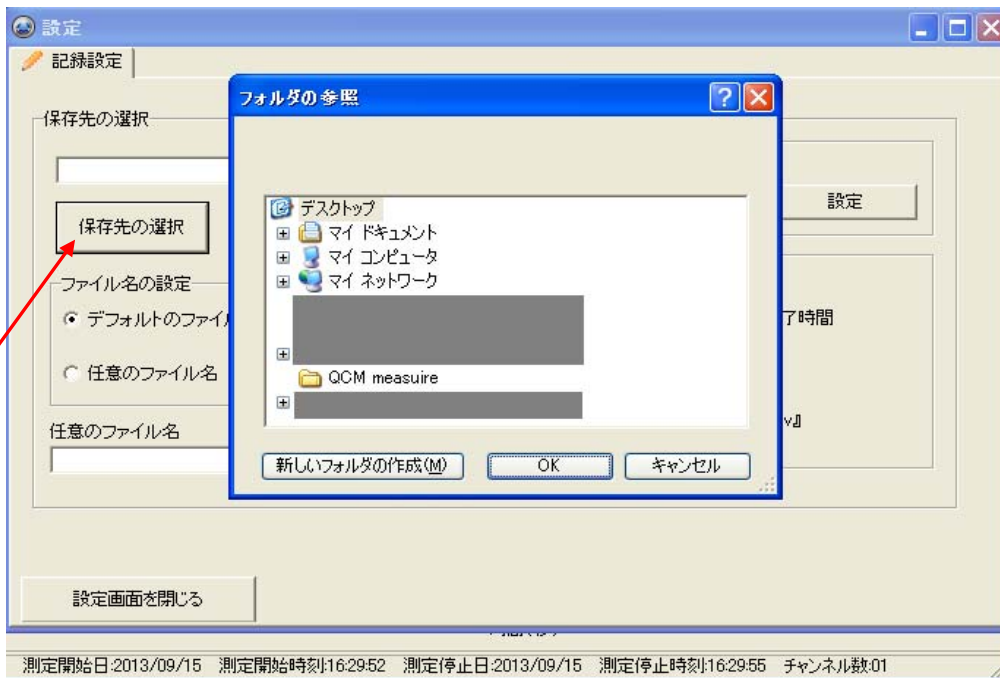 設定
記録設定
フォルダの参照
保存先の選択
デスクトップ
マイ ドキュメント
マイ コンピュータ
マイ ネットワーク
QCM measuire
保存先の選択
設定
ファイル名の設定
デフォルトのファイ
了時間
任意のファイル名
v』
任意のファイル名
新しいフォルダの作成(M)
OK
キャンセル
設定画面を閉じる
測定開始日:2013/09/15 測定開始時刻:16:29:52 測定停止日:2013/09/15 測定停止時刻:16:29:55 チャンネル数:01